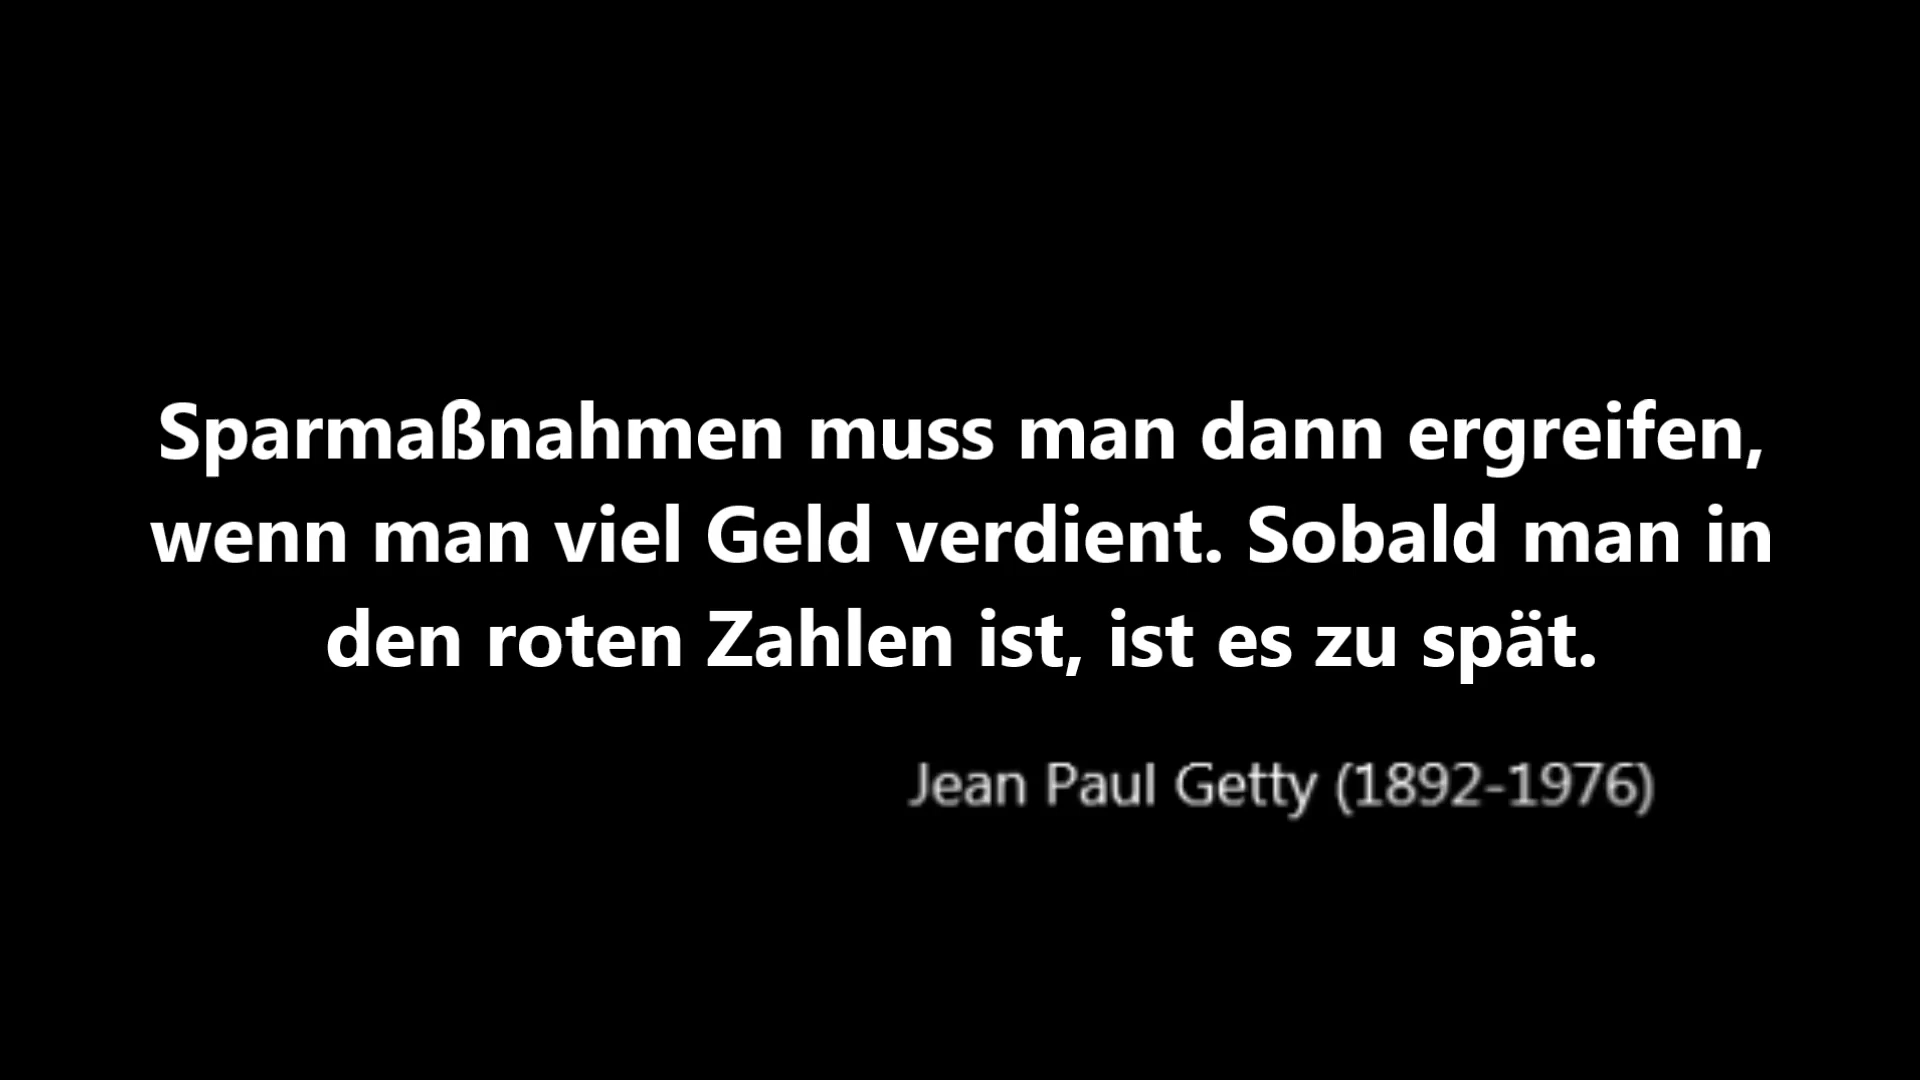 Sparmaßnahmen muss man dann ergreifen,
wenn man viel Geld verdient. Sobald man in
den roten Zahlen ist, ist es zu spät.
Jean Paul Getty (1892-1976)